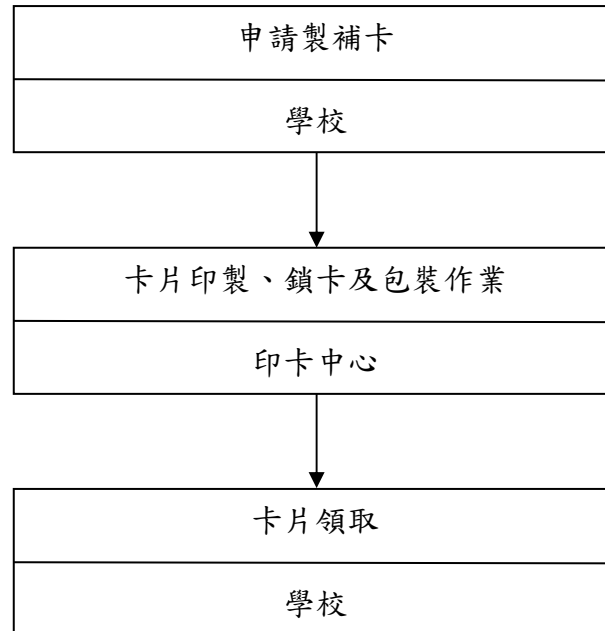 申請製補卡
學校
卡片印製、鎖卡及包裝作業
印卡中心
卡片領取
學校